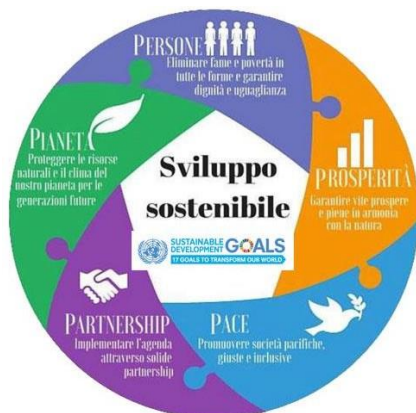 PERSONE
Eliminare fame e povertà in
tutte le forme e garantire
dignità e uguaglianza
PROSPERITÀ
Garantire vite prospere
e piene in armonia
con la natura
PACE
Promuovere società pacifiche,
giuste e inclusive
PARTNERSHIP
Implementare l'agenda
attraverso solide
partnership
PIANETA
Proteggere le risorse
naturali e il clima del
nostro pianeta per le
generazioni future
Sviluppo
sostenibile
SUSTAINABLE
DEVELOPMENT
GOALS
17 GOALS TO TRANSFORM OUR WORLD